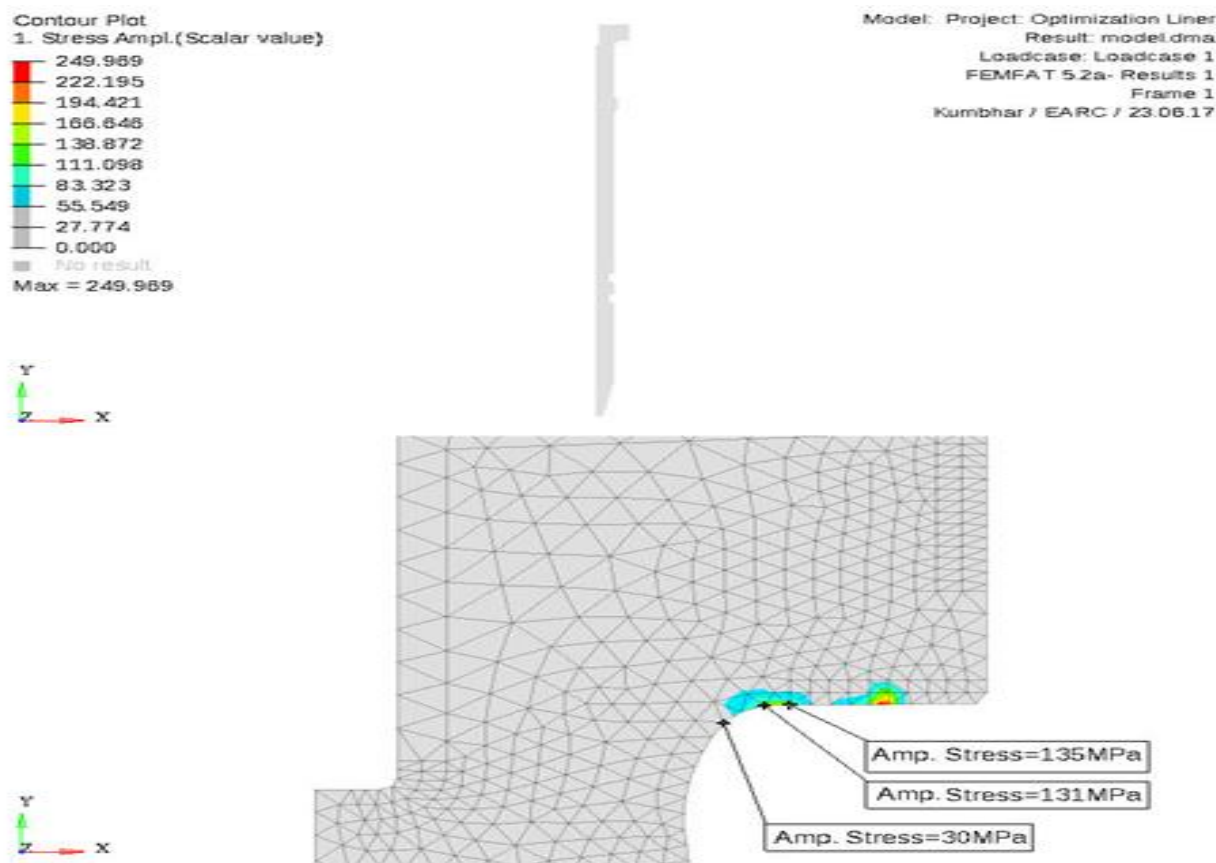 Contour Plot
1. Stress Ampl.(Scalar value)
249.989
222.195
194.421
166.646
138.872
111.098
83.323
55.549
27.774
0.000
No result
Max = 249.989
Model: Project: Optimization Liner
Result: model.dma
Loadcase: Loadcase 1
FEMFAT 5.2a- Results 1
Frame 1
Kumbhar / EARC / 23.06.17
Y
Z X
Amp. Stress=135MPa
Amp. Stress=131MPa
Amp. Stress=30MPa
Y
Z X